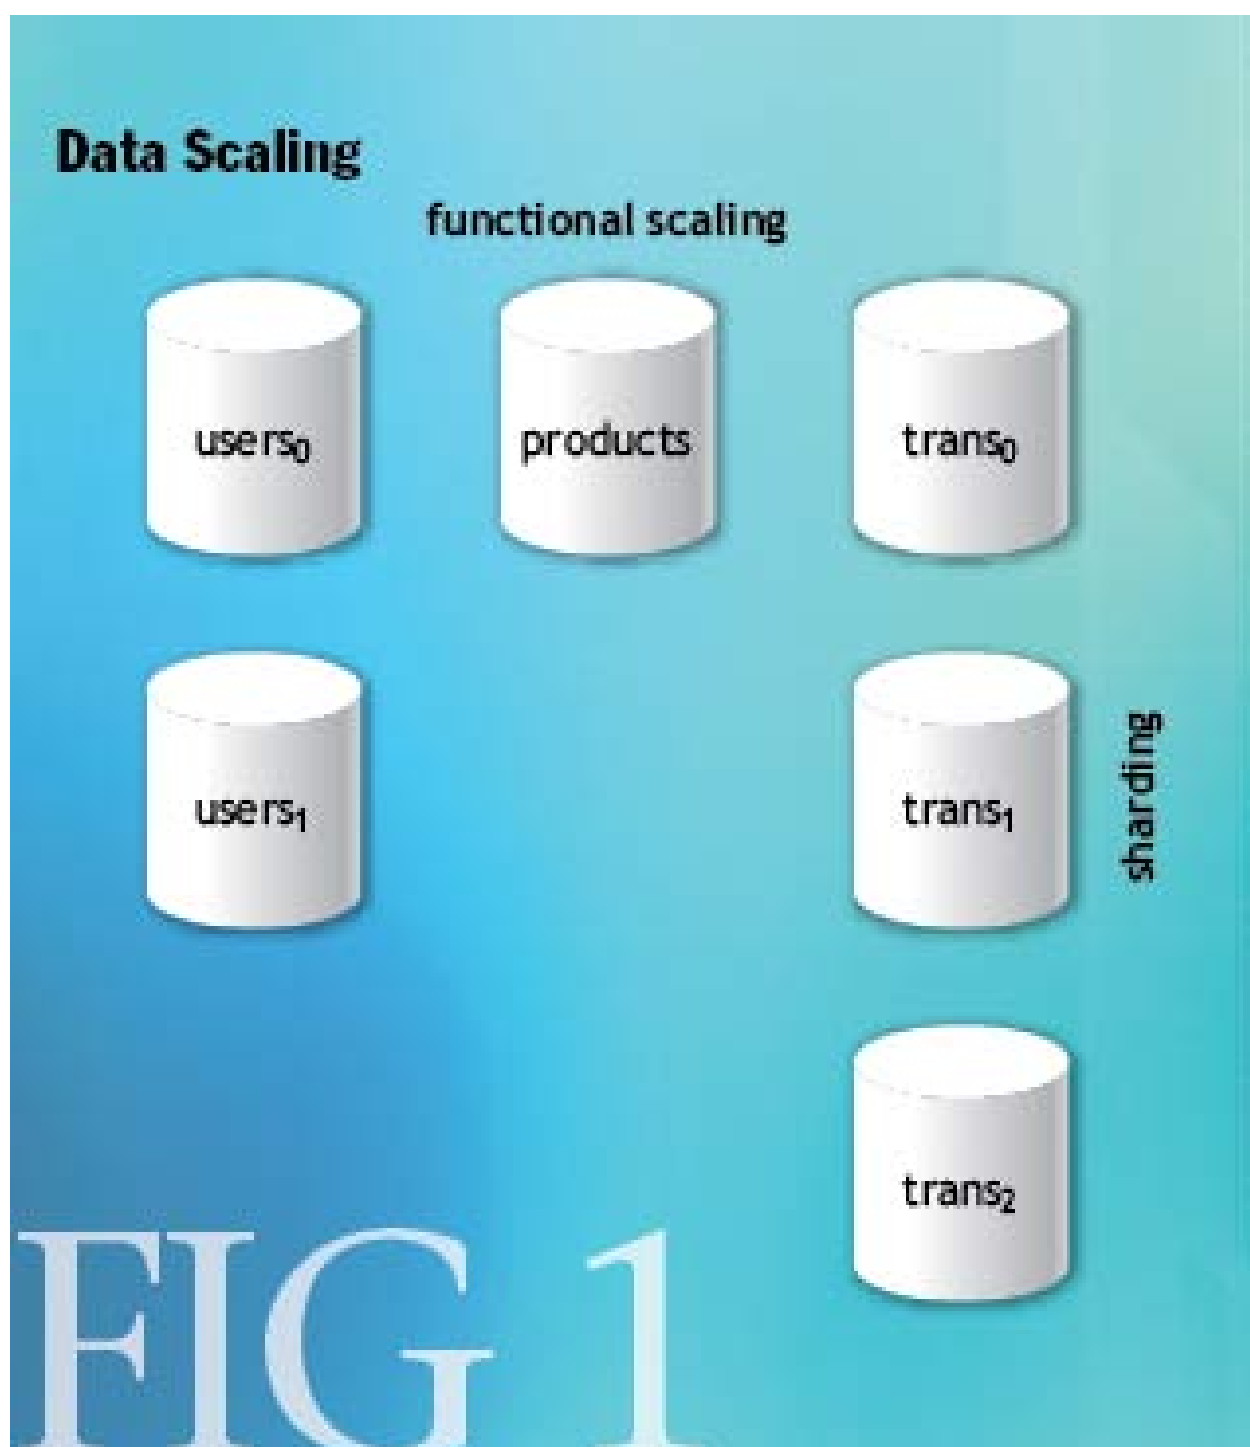 Data Scaling
functional scaling
users₀ products trans₀
users₁ trans₁
sharding
trans₂
FIG 1